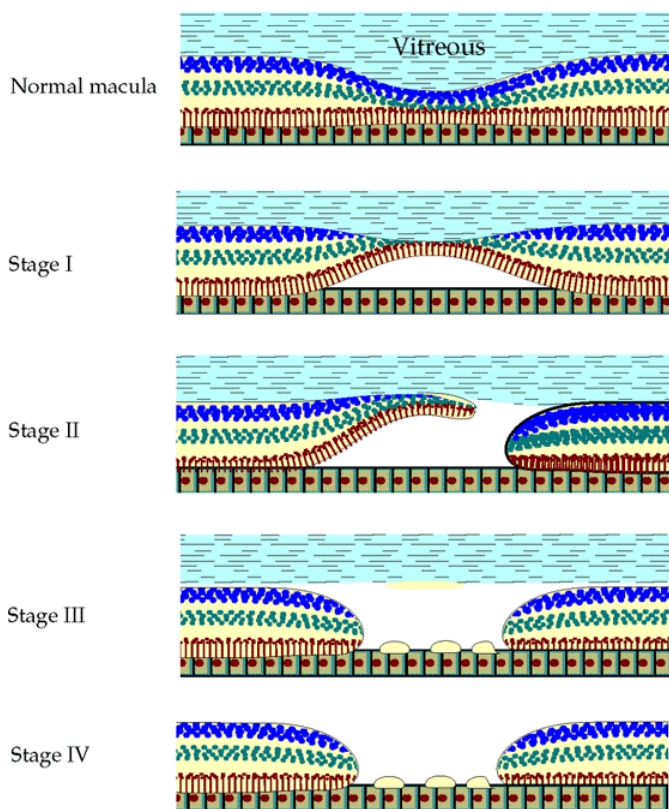 Vitreous
Normal macula
Stage I
Stage II
Stage III
Stage IV